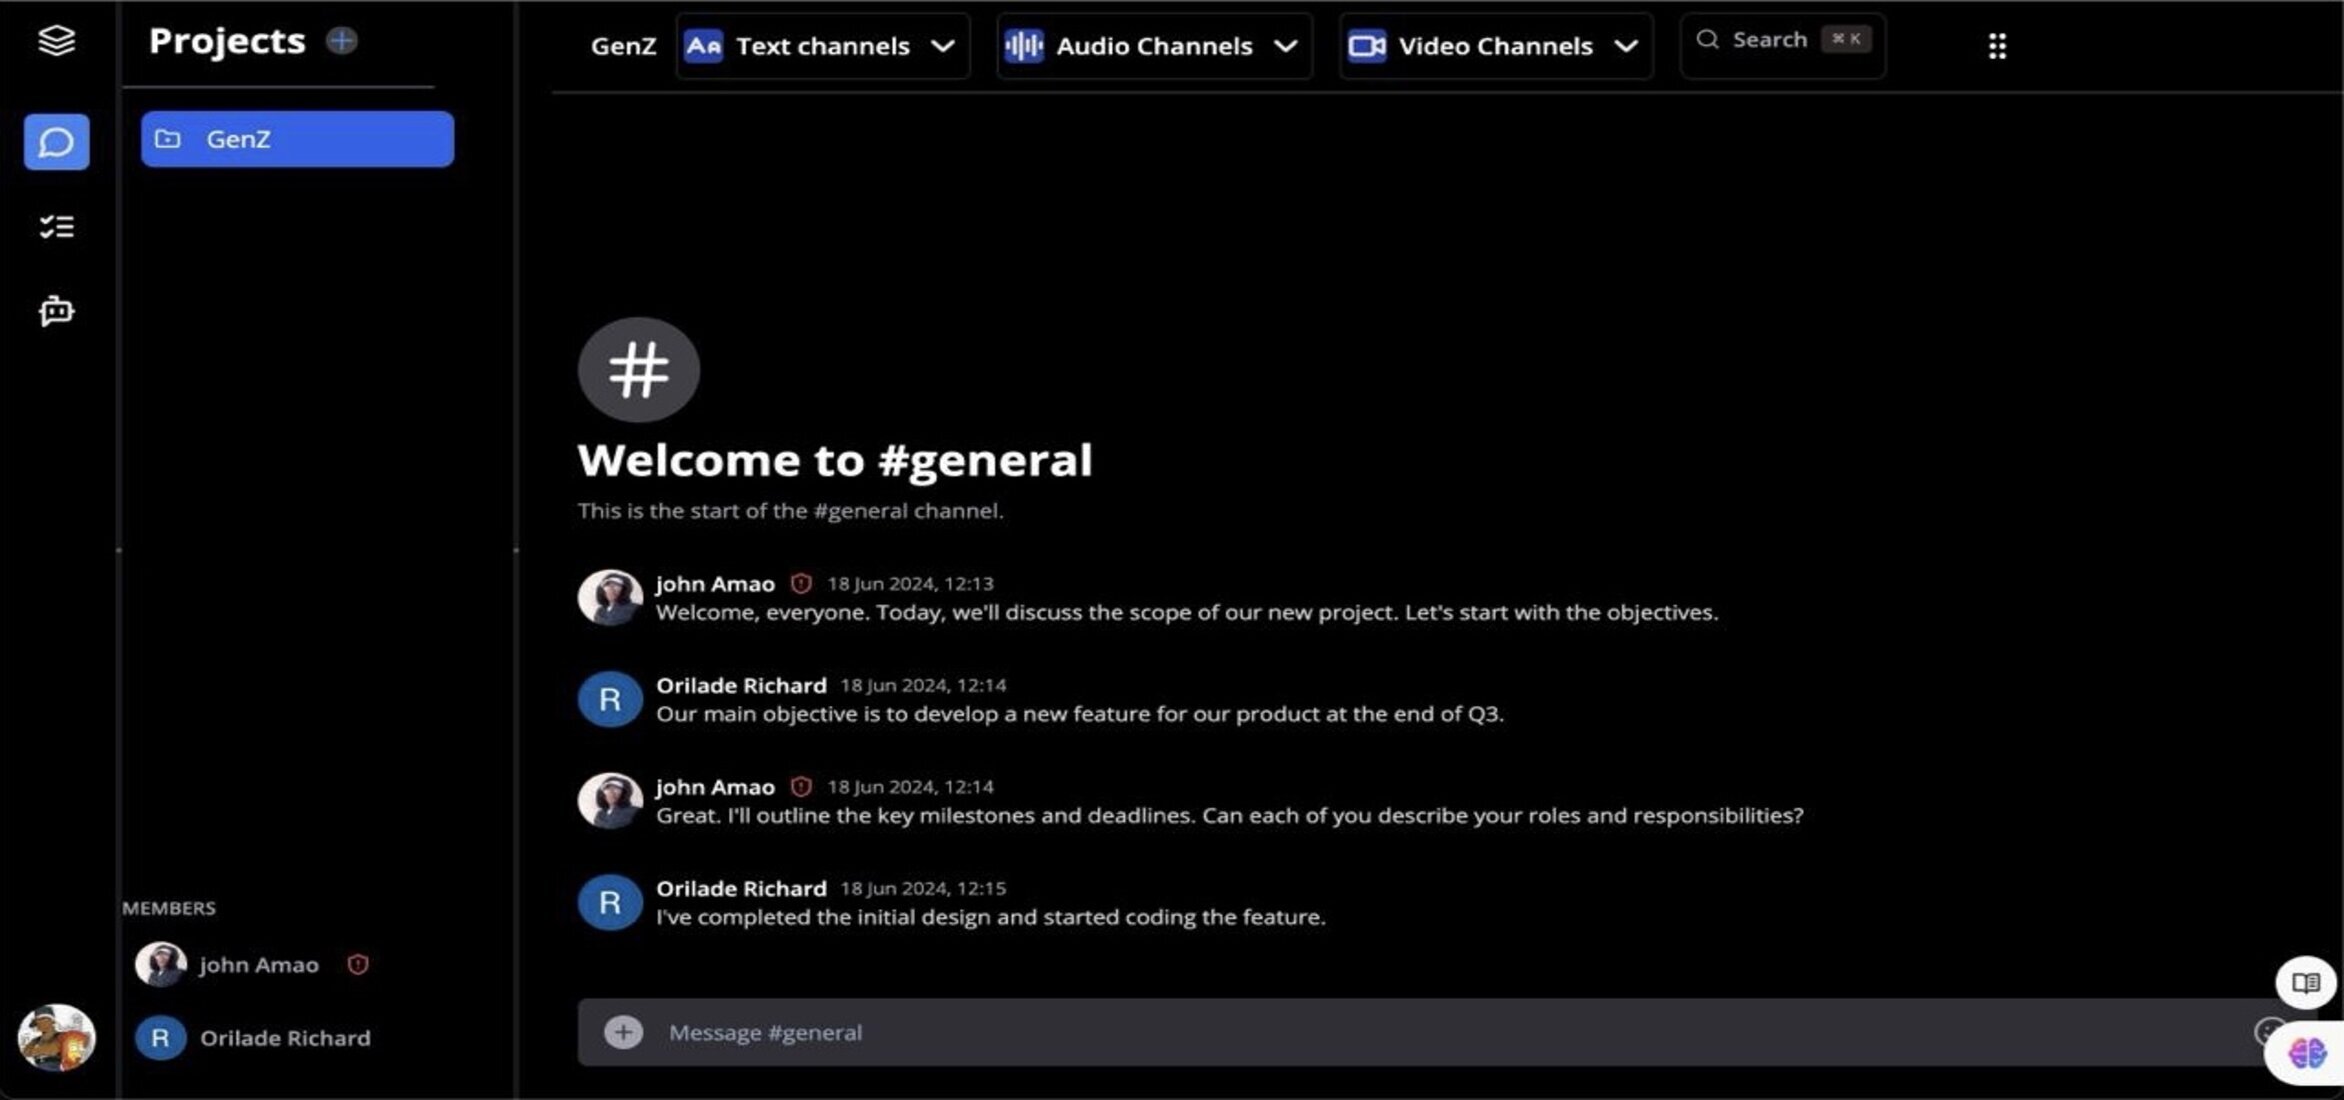 Projects
GenZ
MEMBERS
john Amao
R Orilade Richard
GenZ Aa Text channels Audio Channels Video Channels Search ⌘ K
#
Welcome to #general
This is the start of the #general channel.
john Amao 18 Jun 2024, 12:13
Welcome, everyone. Today, we'll discuss the scope of our new project. Let's start with the objectives.
R Orilade Richard 18 Jun 2024, 12:14
Our main objective is to develop a new feature for our product at the end of Q3.
john Amao 18 Jun 2024, 12:14
Great. I'll outline the key milestones and deadlines. Can each of you describe your roles and responsibilities?
R Orilade Richard 18 Jun 2024, 12:15
I've completed the initial design and started coding the feature.
Message #general